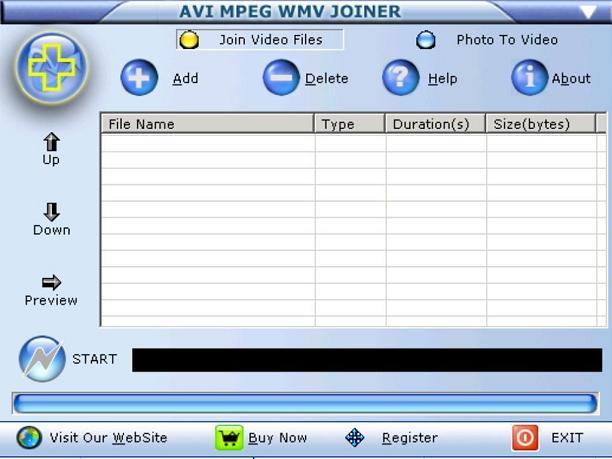 AVI MPEG WMV JOINER
Join Video Files Photo To Video
Add Delete Help About
File Name Type Duration(s) Size(bytes)
Up
Down
Preview
START
Visit Our WebSite Buy Now Register EXIT